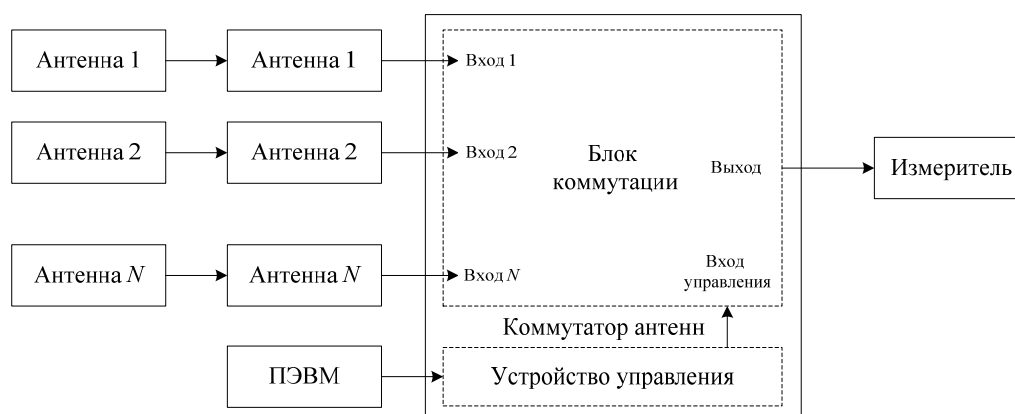 Антенна 1
Антенна 1
Вход 1
Антенна 2
Антенна 2
Вход 2
Блок
коммутации
Выход
Измеритель
Антенна N
Антенна N
Вход N
Вход
управления
Коммутатор антенн
ПЭВМ
Устройство управления